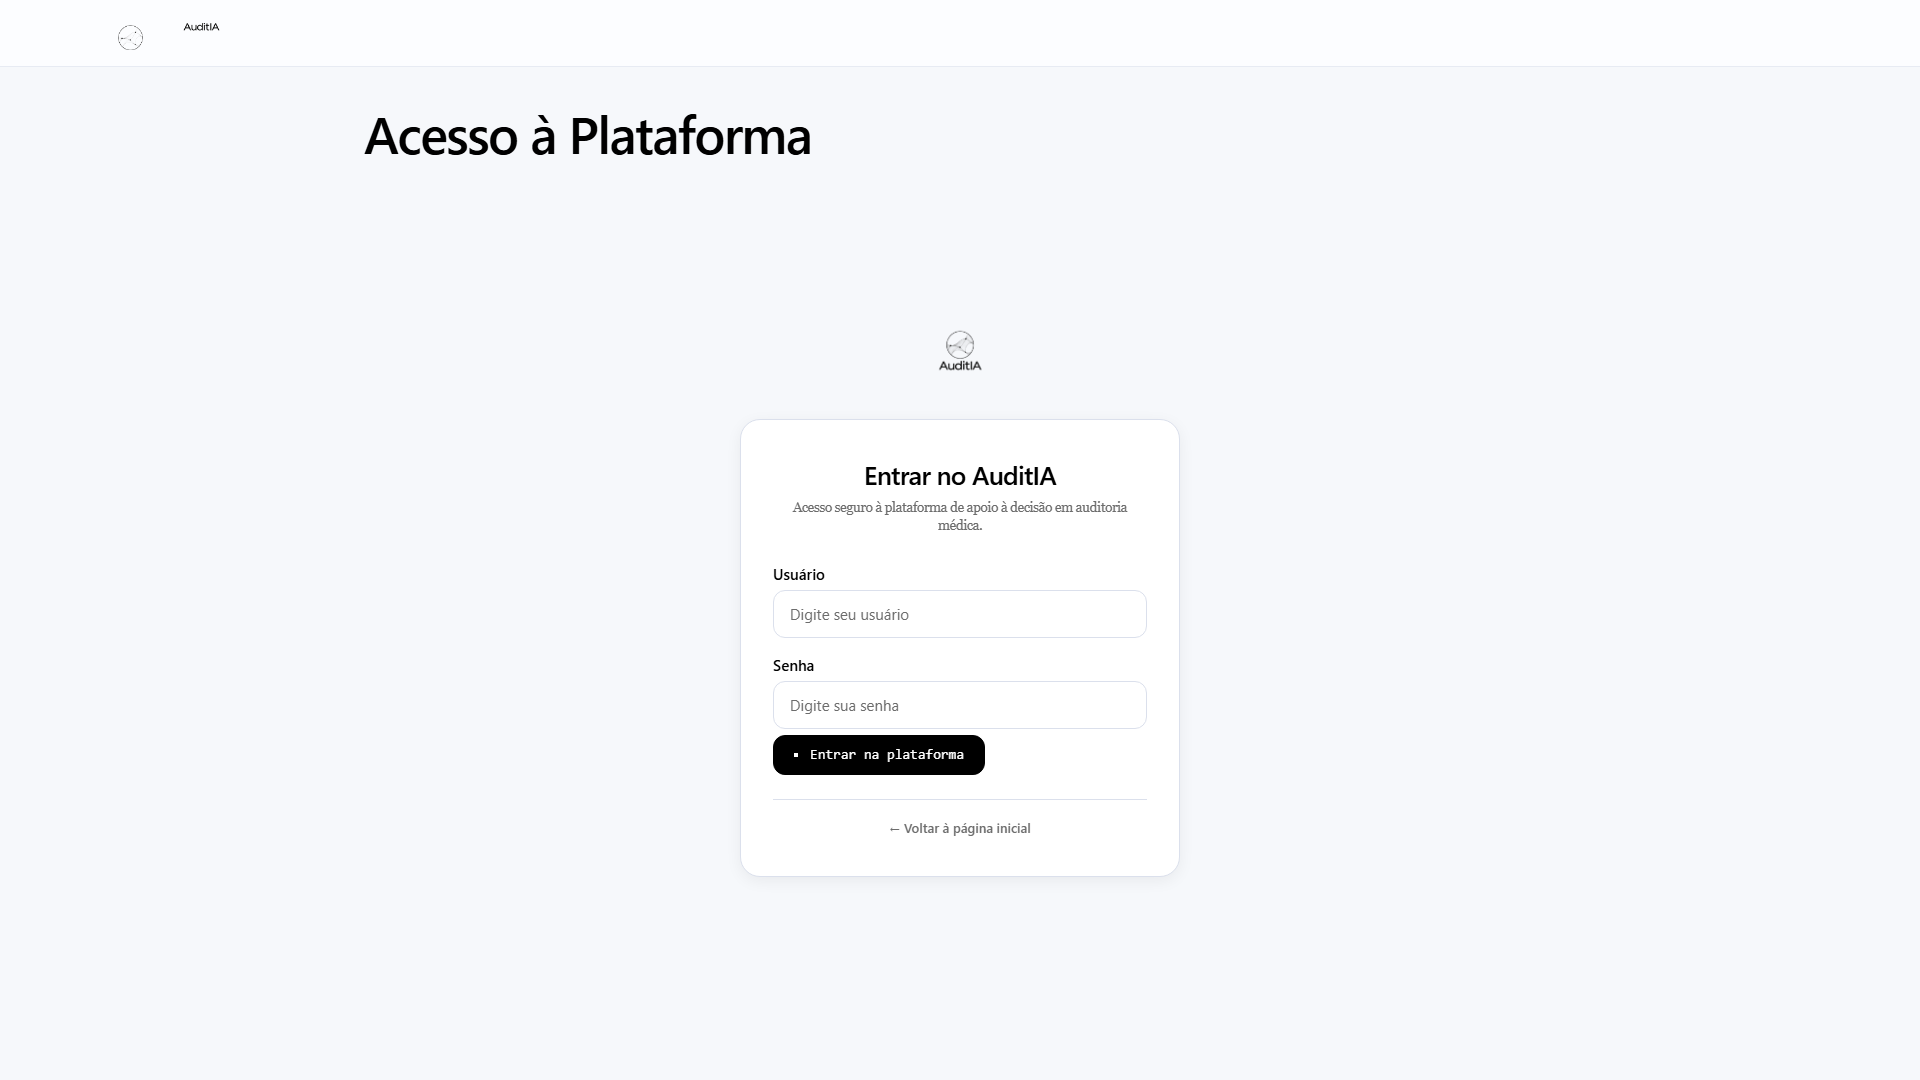 AuditIA
Acesso à Plataforma
AuditIA
Entrar no AuditIA
Acesso seguro à plataforma de apoio à decisão em auditoria
médica.
Usuário
Digite seu usuário
Senha
Digite sua senha
▪ Entrar na plataforma
← Voltar à página inicial